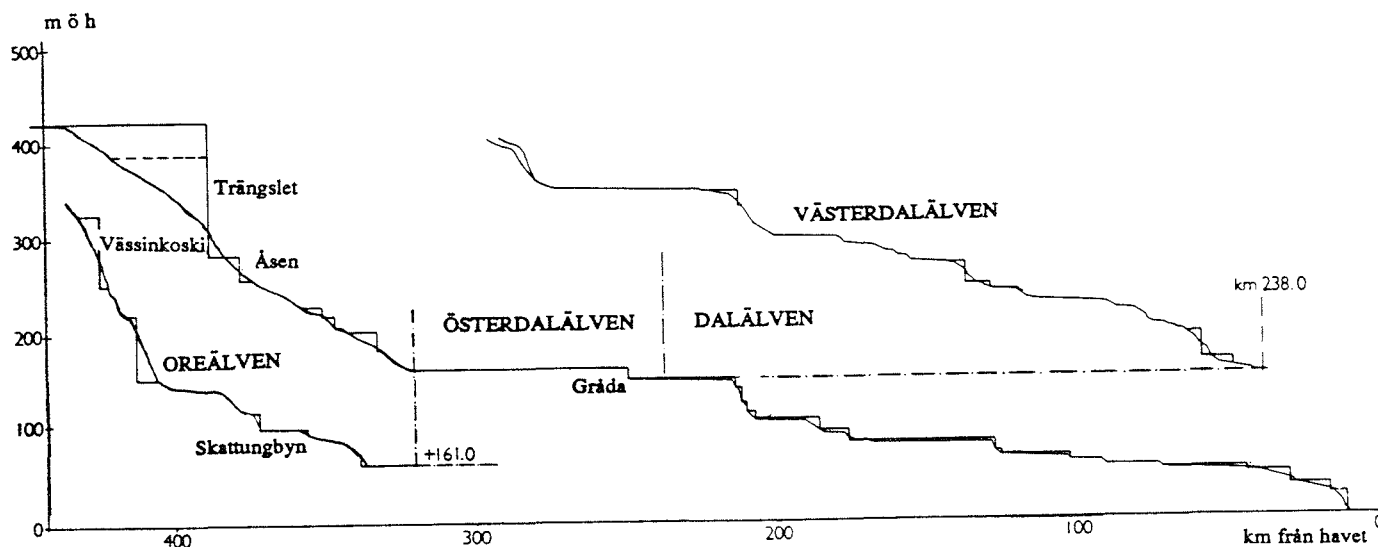 m ö h
500
400
300
200
100
0
Trängslet
Vässinkoski
Åsen
VÄSTERDALÄLVEN
km 238.0
ÖSTERDALÄLVEN
DALÄLVEN
OREÄLVEN
Gråda
Skattungbyn
+161.0
400
300
200
100
0
km från havet